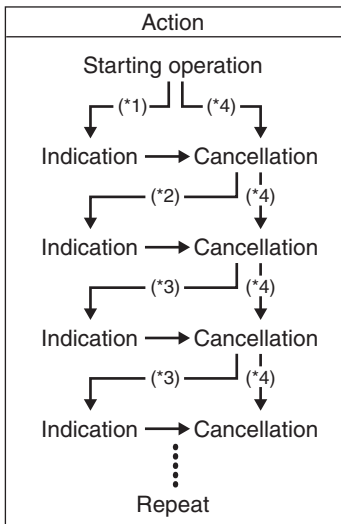 Action
Starting operation
(*1) (*4)
Indication Cancellation
(*2) (*4)
Indication Cancellation
(*3) (*4)
Indication Cancellation
(*3) (*4)
Indication Cancellation
Repeat